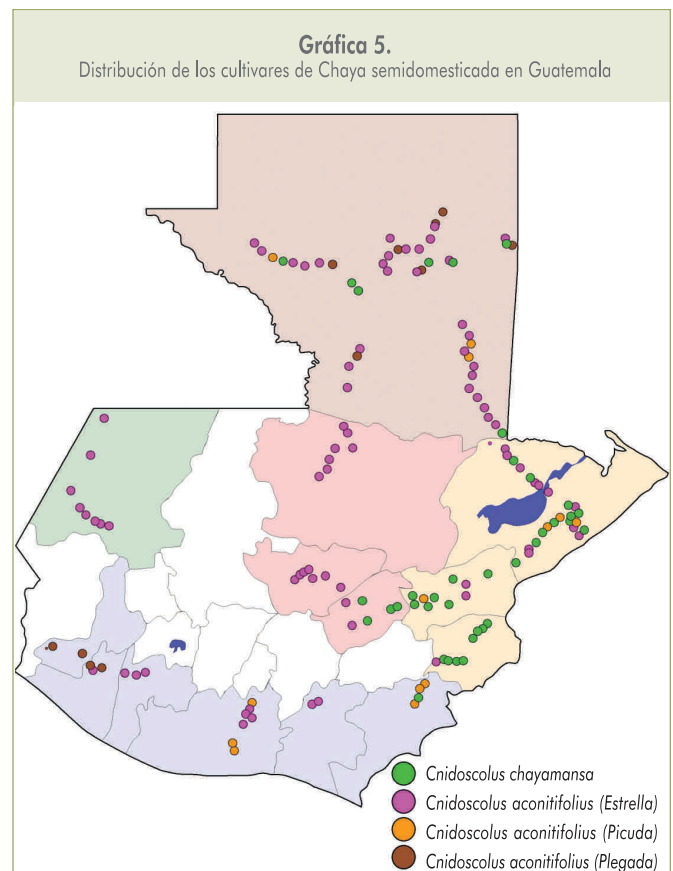 Gráfica 5.
Distribución de los cultivares de Chaya semidomesticada en Guatemala
Cnidoscolus chayamansa
Cnidoscolus aconitifolius (Estrella)
Cnidoscolus aconitifolius (Picuda)
Cnidoscolus aconitifolius (Plegada)